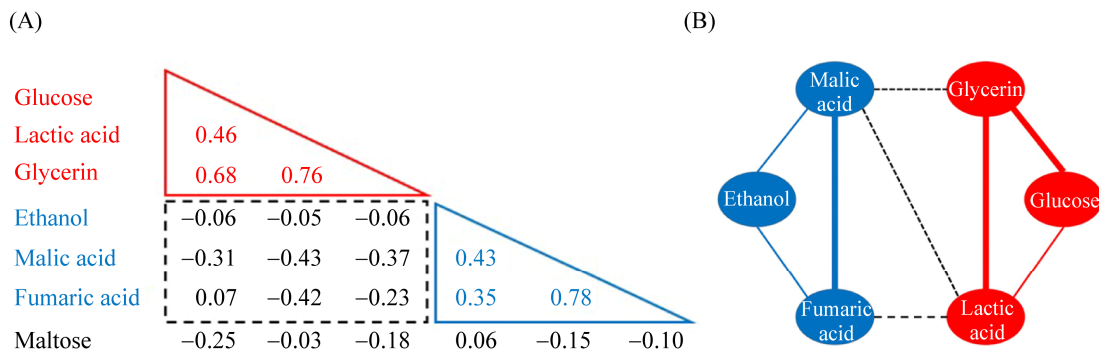 (A)
Glucose
Lactic acid 0.46
Glycerin 0.68 0.76
Ethanol −0.06 −0.05 −0.06
Malic acid −0.31 −0.43 −0.37 0.43
Fumaric acid 0.07 −0.42 −0.23 0.35 0.78
Maltose −0.25 −0.03 −0.18 0.06 −0.15 −0.10
(B)
Malic
acid
Glycerin
Ethanol
Glucose
Fumaric
acid
Lactic
acid